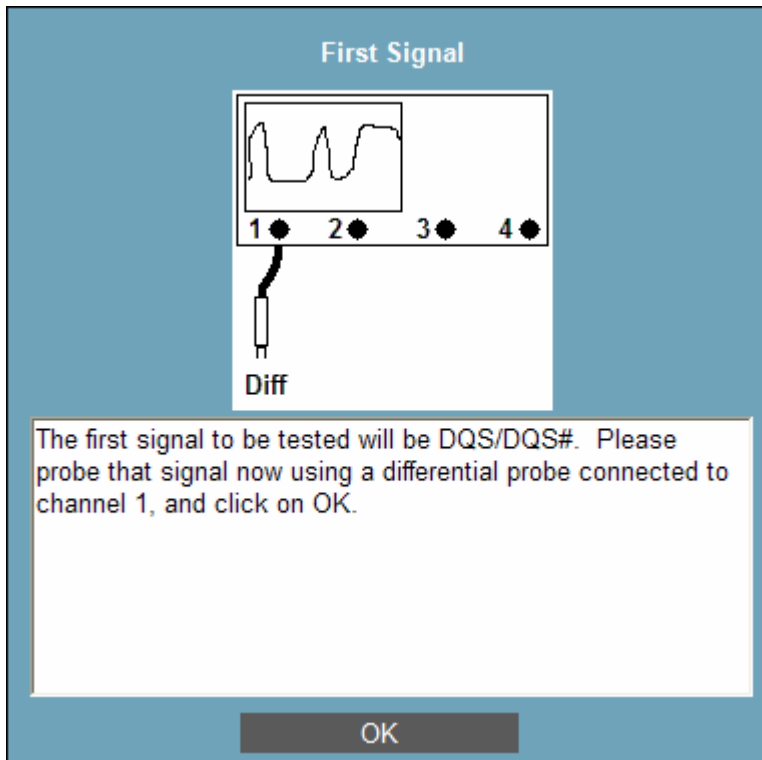 First Signal
1 2 3 4
Diff
The first signal to be tested will be DQS/DQS#.  Please
probe that signal now using a differential probe connected to
channel 1, and click on OK.
OK